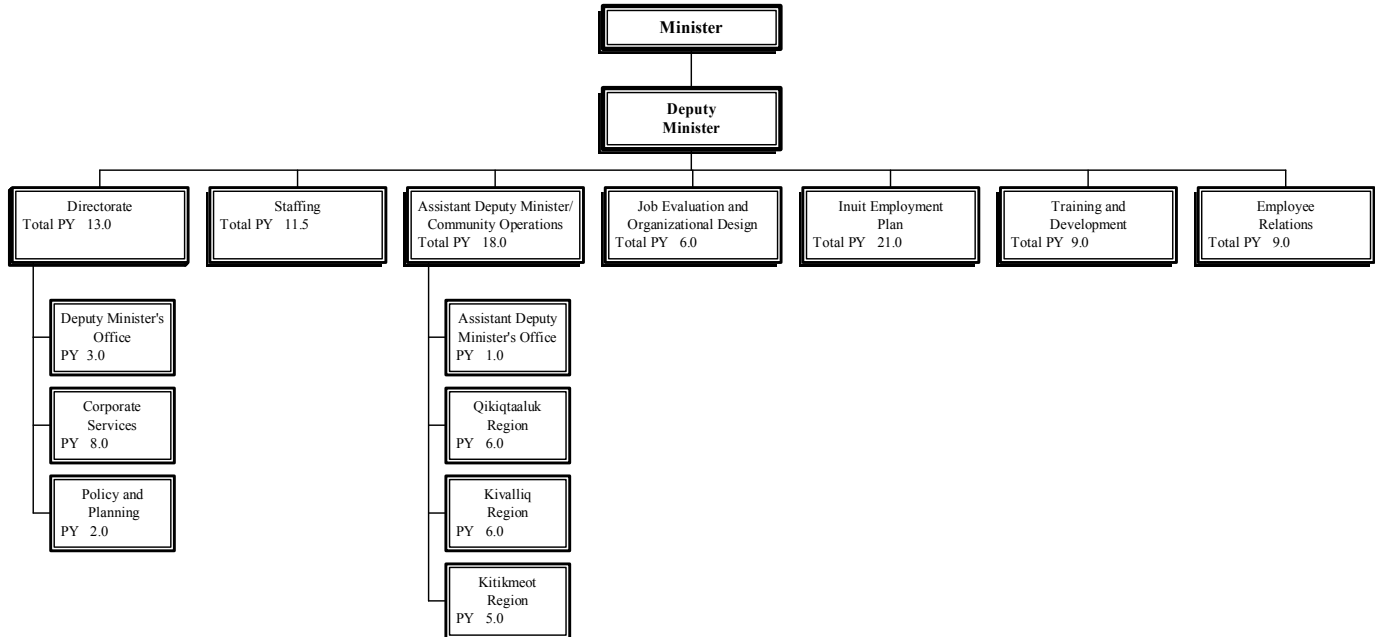 Minister
Deputy
Minister
Directorate
Total PY 13.0
Staffing
Total PY 11.5
Assistant Deputy Minister/
Community Operations
Total PY 18.0
Job Evaluation and
Organizational Design
Total PY 6.0
Inuit Employment
Plan
Total PY 21.0
Training and
Development
Total PY 9.0
Employee
Relations
Total PY 9.0
Deputy Minister's
Office
PY 3.0
Corporate
Services
PY 8.0
Policy and
Planning
PY 2.0
Assistant Deputy
Minister's Office
PY 1.0
Qikiqtaaluk
Region
PY 6.0
Kivalliq
Region
PY 6.0
Kitikmeot
Region
PY 5.0